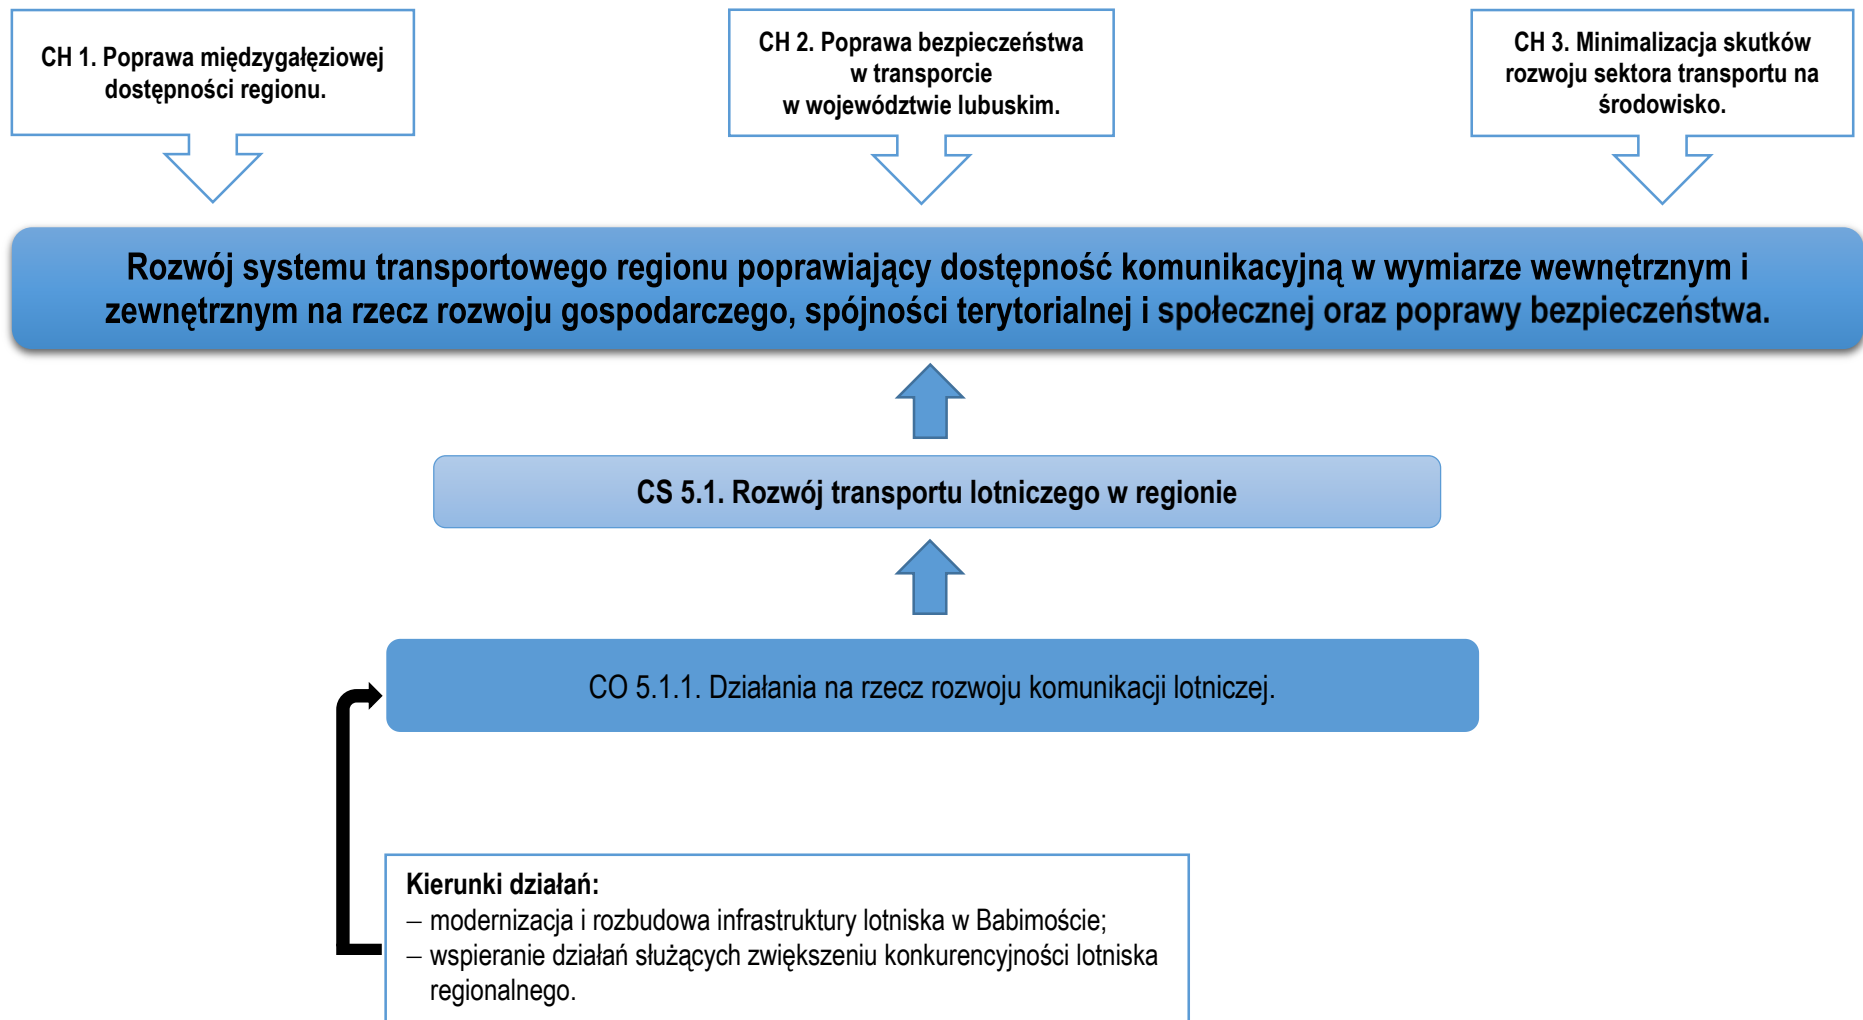 CH 1. Poprawa międzygałęziowej
dostępności regionu.
CH 2. Poprawa bezpieczeństwa
w transporcie
w województwie lubuskim.
CH 3. Minimalizacja skutków
rozwoju sektora transportu na
środowisko.
Rozwój systemu transportowego regionu poprawiający dostępność komunikacyjną w wymiarze wewnętrznym i
zewnętrznym na rzecz rozwoju gospodarczego, spójności terytorialnej i społecznej oraz poprawy bezpieczeństwa.
CS 5.1. Rozwój transportu lotniczego w regionie
CO 5.1.1. Działania na rzecz rozwoju komunikacji lotniczej.
Kierunki działań:
– modernizacja i rozbudowa infrastruktury lotniska w Babimoście;
– wspieranie działań służących zwiększeniu konkurencyjności lotniska
regionalnego.